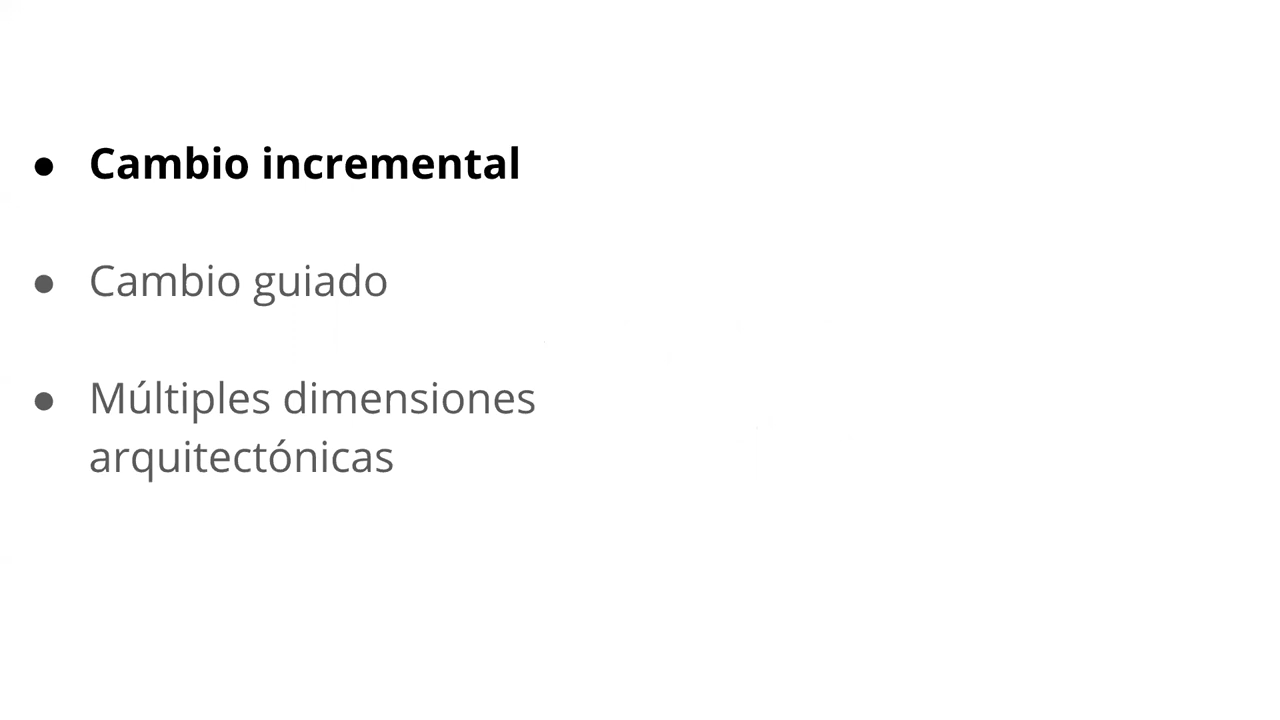 ● Cambio incremental
● Cambio guiado
● Múltiples dimensiones
arquitectónicas